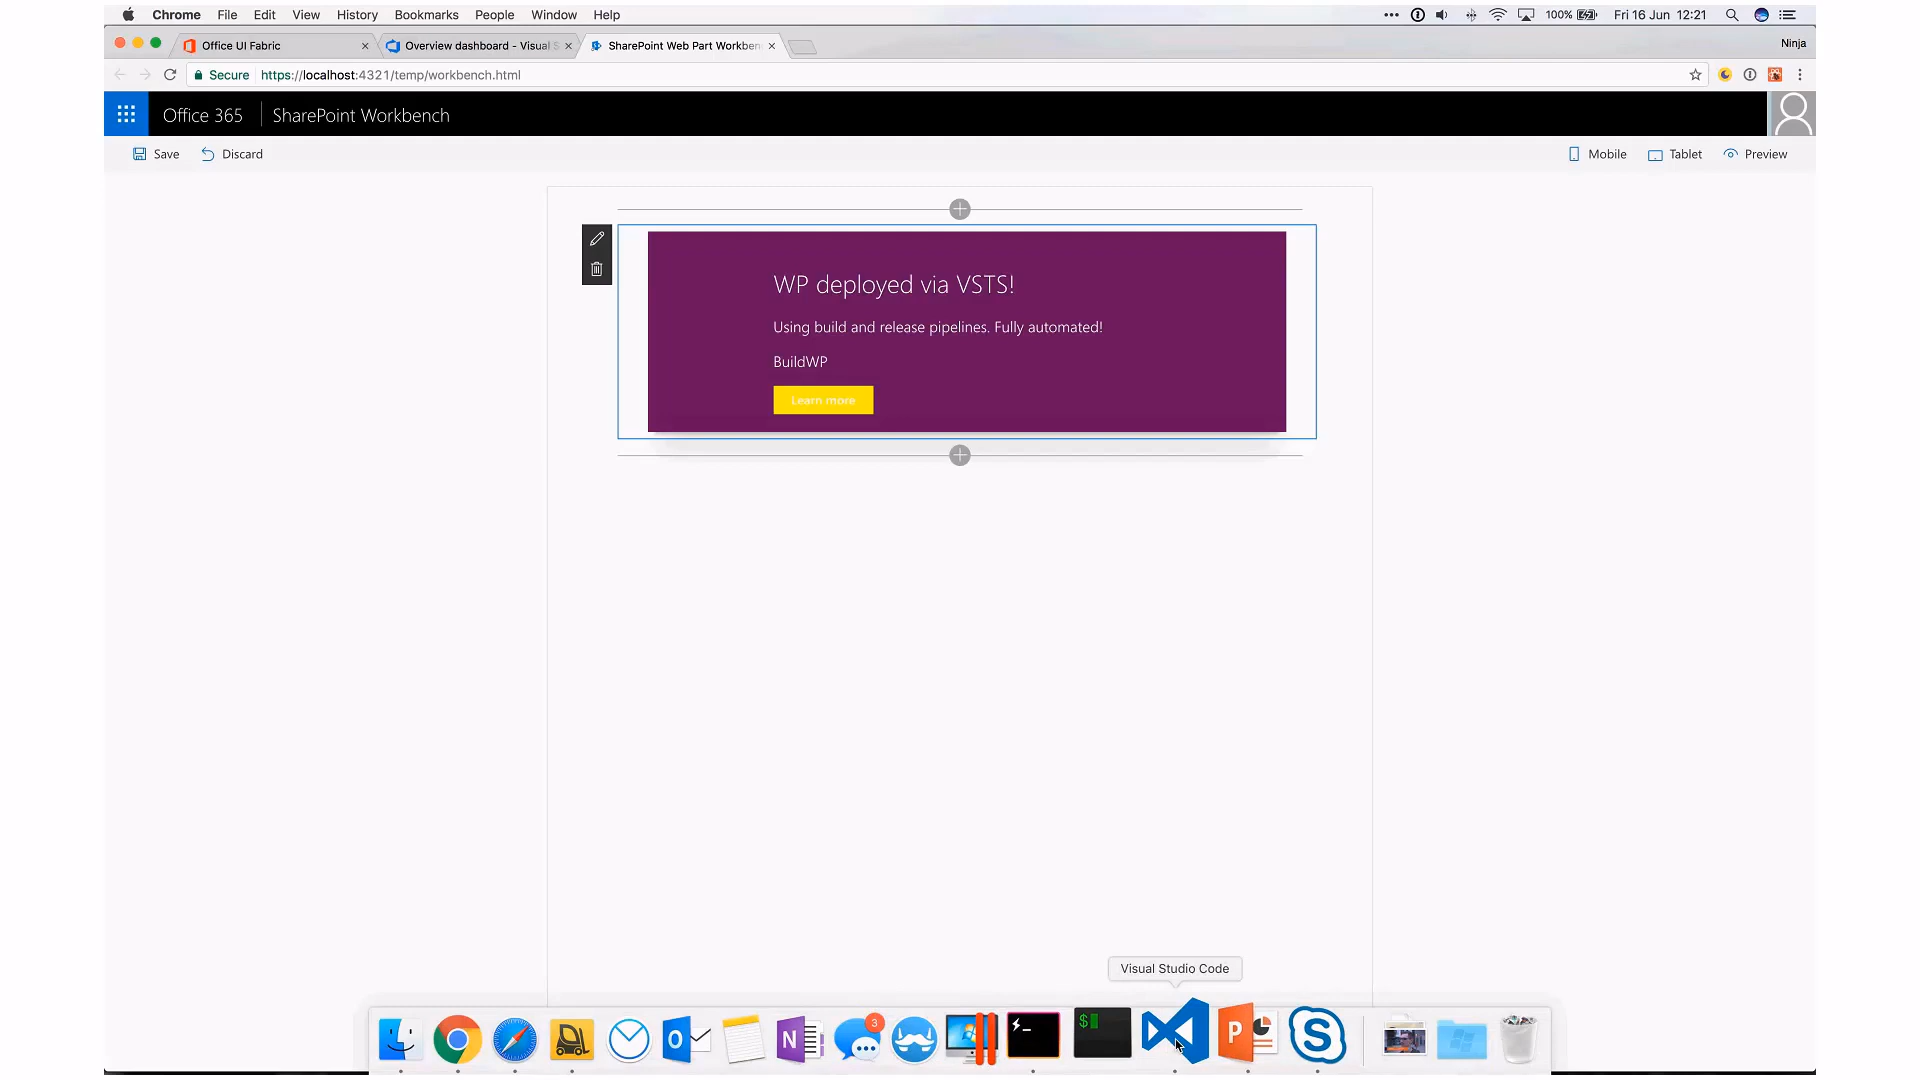 Chrome File Edit View History Bookmarks People Window Help 100% Fri 16 Jun 12:21
Office UI Fabric Overview dashboard - Visual S SharePoint Web Part Workben Ninja
Secure https://localhost:4321/temp/workbench.html
Office 365 SharePoint Workbench
Save Discard Mobile Tablet Preview
WP deployed via VSTS!
Using build and release pipelines. Fully automated!
BuildWP
Learn more
Visual Studio Code
3